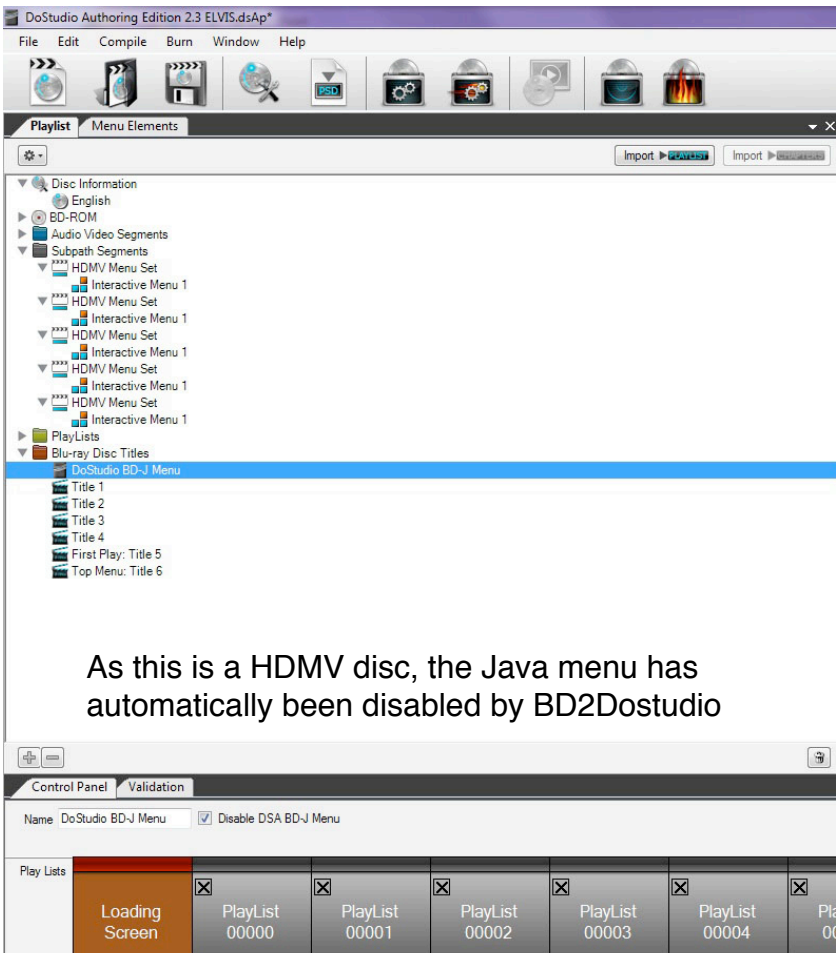 DoStudio Authoring Edition 2.3 ELVIS.dsAp*
File Edit Compile Burn Window Help
PSD
Playlist Menu Elements
Import PLAYLIST Import CHAPTERS
Disc Information
English
BD-ROM
Audio Video Segments
Subpath Segments
HDMV Menu Set
Interactive Menu 1
HDMV Menu Set
Interactive Menu 1
HDMV Menu Set
Interactive Menu 1
HDMV Menu Set
Interactive Menu 1
HDMV Menu Set
Interactive Menu 1
PlayLists
Blu-ray Disc Titles
DoStudio BD-J Menu
Title 1
Title 2
Title 3
Title 4
First Play: Title 5
Top Menu: Title 6
As this is a HDMV disc, the Java menu has
automatically been disabled by BD2Dostudio
Control Panel Validation
Name DoStudio BD-J Menu Disable DSA BD-J Menu
Play Lists
Loading Screen
PlayList 00000
PlayList 00001
PlayList 00002
PlayList 00003
PlayList 00004